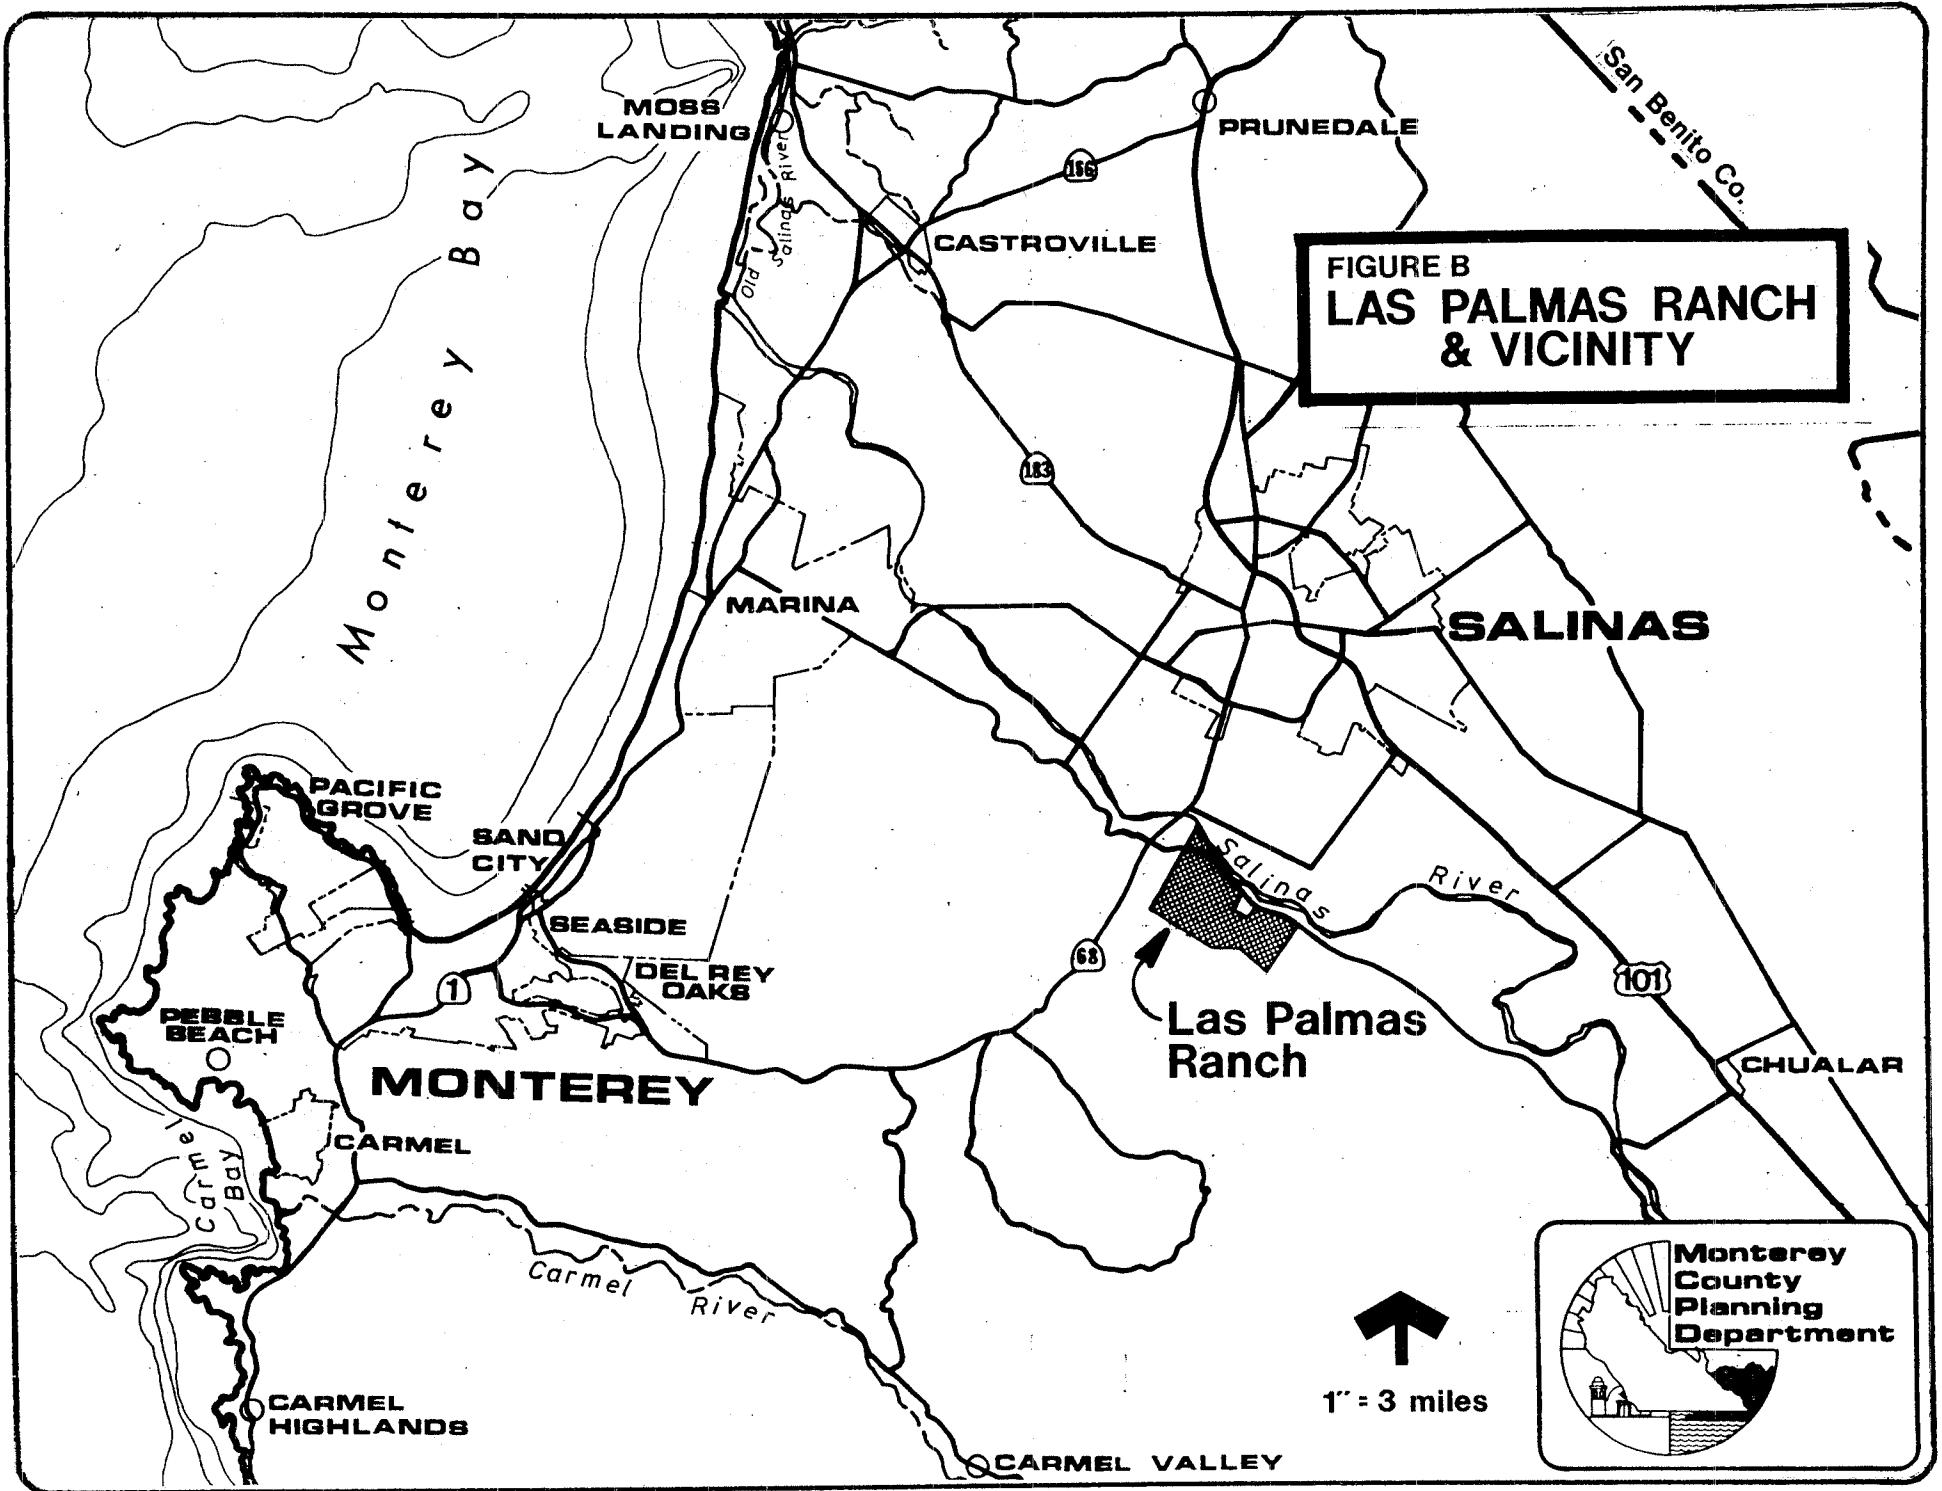 San Benito Co.
MOSS
LANDING
PRUNEDALE
156
Old Salinas River
Monterey Bay
CASTROVILLE
FIGURE B
LAS PALMAS RANCH
& VICINITY
183
MARINA
SALINAS
PACIFIC
GROVE
SAND
CITY
Salinas River
SEASIDE
68
101
DEL REY
OAKS
1
PEBBLE
BEACH
Las Palmas
Ranch
CHUALAR
MONTEREY
CARMEL
Carmel
Bay
Carmel River
Monterey
County
Planning
Department
1" = 3 miles
CARMEL
HIGHLANDS
CARMEL VALLEY